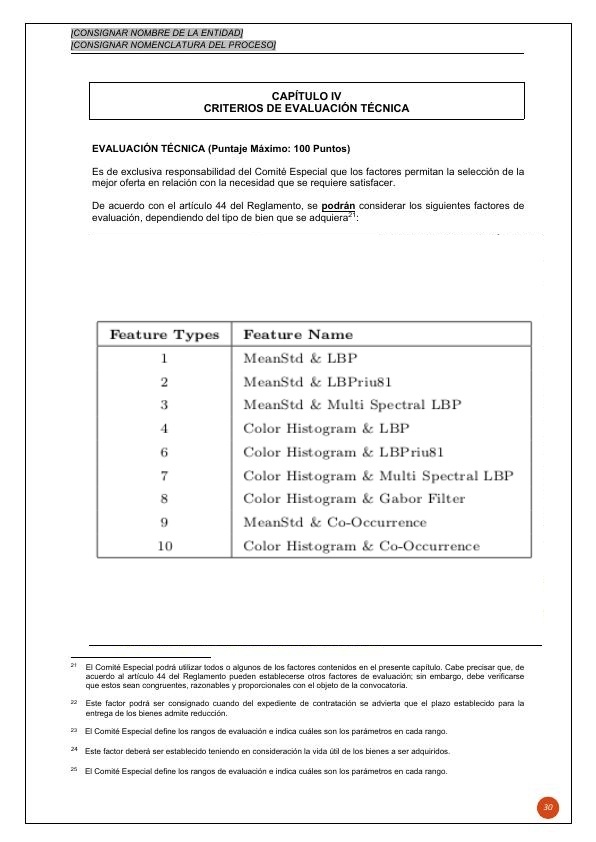 [CONSIGNAR NOMBRE DE LA ENTIDAD]
[CONSIGNAR NOMENCLATURA DEL PROCESO]
CAPÍTULO IV
CRITERIOS DE EVALUACIÓN TÉCNICA
EVALUACIÓN TÉCNICA (Puntaje Máximo: 100 Puntos)
Es de exclusiva responsabilidad del Comité Especial que los factores permitan la selección de la
mejor oferta en relación con la necesidad que se requiere satisfacer.
De acuerdo con el artículo 44 del Reglamento, se podrán considerar los siguientes factores de
evaluación, dependiendo del tipo de bien que se adquiera21:
Feature Types Feature Name
1 MeanStd & LBP
2 MeanStd & LBPriu81
3 MeanStd & Multi Spectral LBP
4 Color Histogram & LBP
6 Color Histogram & LBPriu81
7 Color Histogram & Multi Spectral LBP
8 Color Histogram & Gabor Filter
9 MeanStd & Co-Occurrence
10 Color Histogram & Co-Occurrence
21 El Comité Especial podrá utilizar todos o algunos de los factores contenidos en el presente capítulo. Cabe precisar que, de
acuerdo al artículo 44 del Reglamento pueden establecerse otros factores de evaluación; sin embargo, debe verificarse
que estos sean congruentes, razonables y proporcionales con el objeto de la convocatoria.
22 Este factor podrá ser consignado cuando del expediente de contratación se advierta que el plazo establecido para la
entrega de los bienes admite reducción.
23 El Comité Especial define los rangos de evaluación e indica cuáles son los parámetros en cada rango.
24 Este factor deberá ser establecido teniendo en consideración la vida útil de los bienes a ser adquiridos.
25 El Comité Especial define los rangos de evaluación e indica cuáles son los parámetros en cada rango.
30